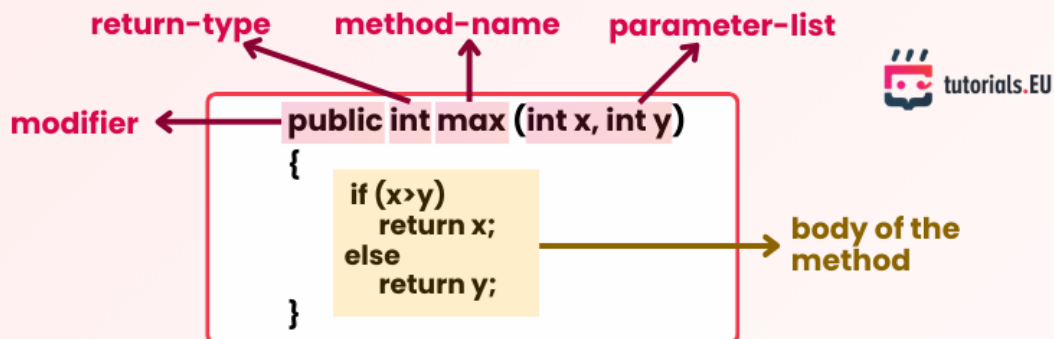 return-type method-name parameter-list
tutorials.EU
modifier
public int max (int x, int y)
{
if (x>y)
return x;
else
return y;
}
body of the
method